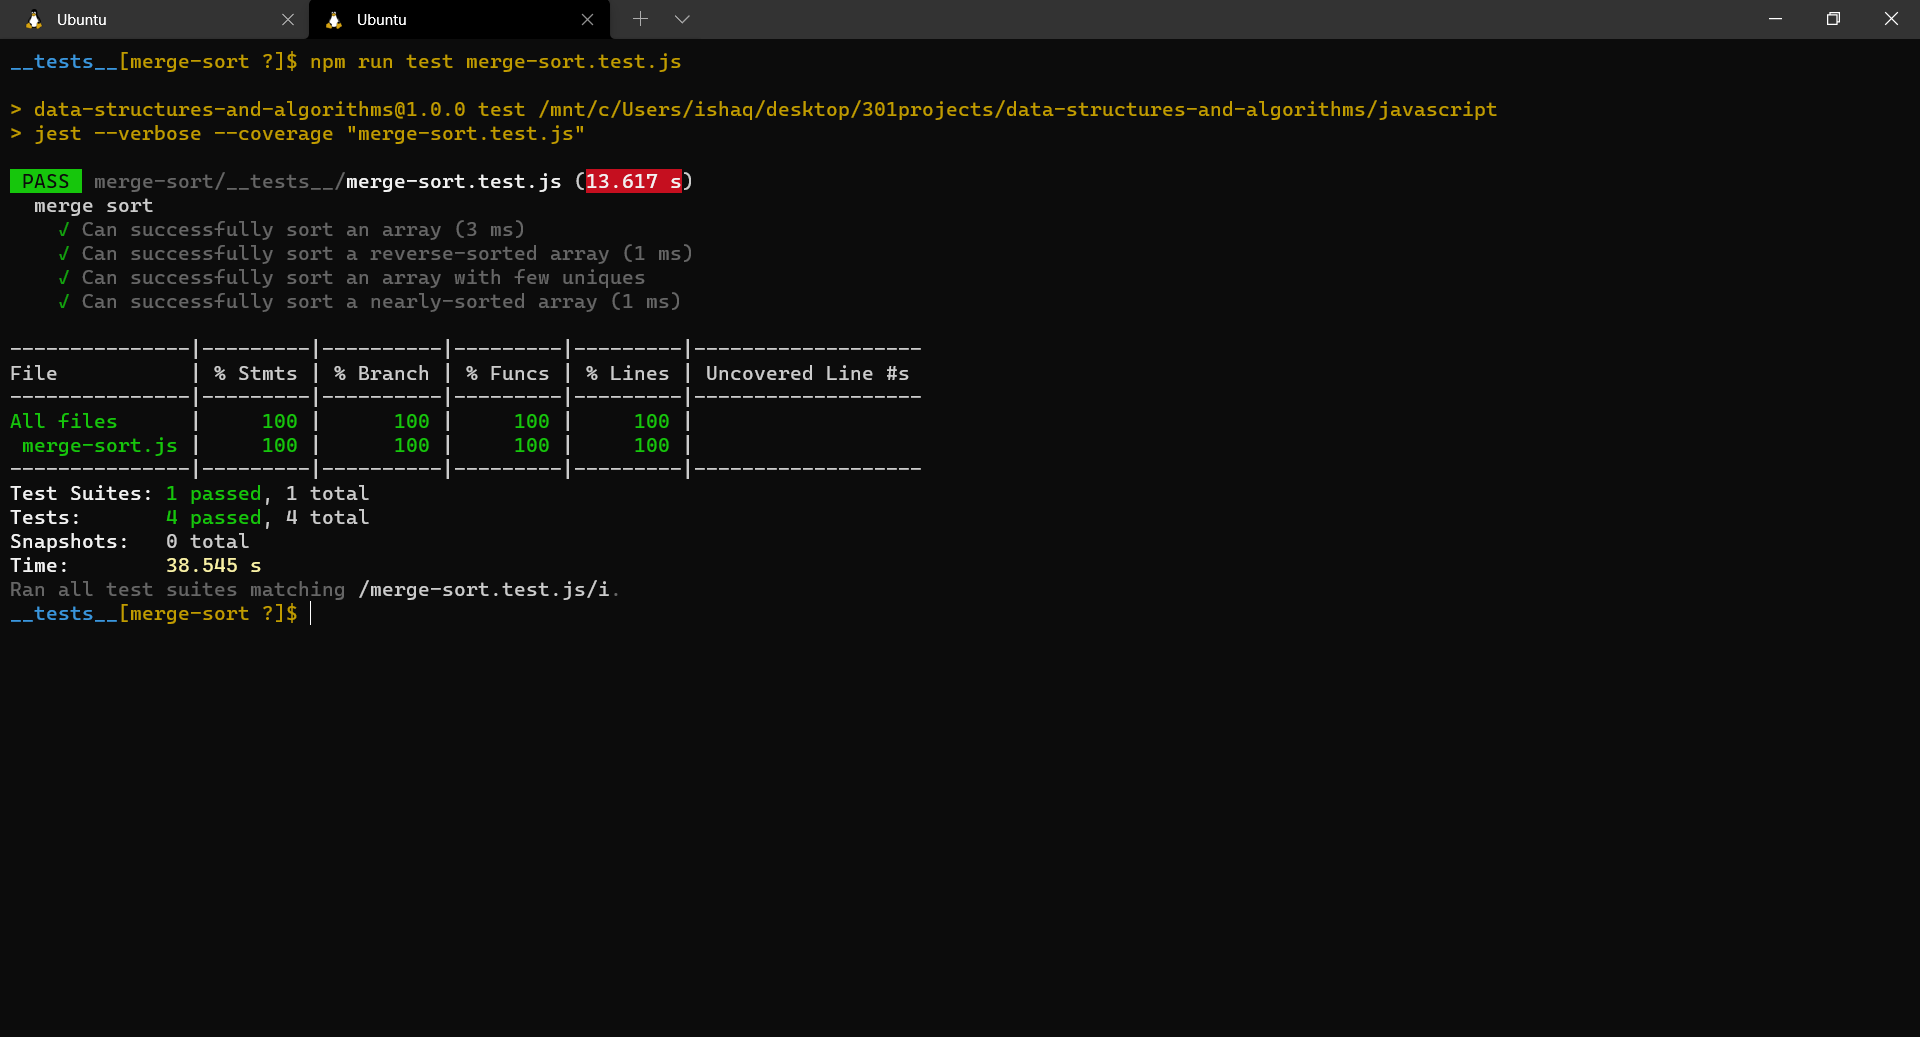 Ubuntu
Ubuntu
__tests__[merge-sort ?]$ npm run test merge-sort.test.js
> data-structures-and-algorithms@1.0.0 test /mnt/c/Users/ishaq/desktop/301projects/data-structures-and-algorithms/javascript
> jest --verbose --coverage "merge-sort.test.js"
PASS merge-sort/__tests__/merge-sort.test.js (13.617 s)
merge sort
√ Can successfully sort an array (3 ms)
√ Can successfully sort a reverse-sorted array (1 ms)
√ Can successfully sort an array with few uniques
√ Can successfully sort a nearly-sorted array (1 ms)
---------------|---------|----------|---------|---------|-------------------
File           | % Stmts | % Branch | % Funcs | % Lines | Uncovered Line #s
---------------|---------|----------|---------|---------|-------------------
All files      |     100 |      100 |     100 |     100 |
 merge-sort.js |     100 |      100 |     100 |     100 |
---------------|---------|----------|---------|---------|-------------------
Test Suites: 1 passed, 1 total
Tests:       4 passed, 4 total
Snapshots:   0 total
Time:        38.545 s
Ran all test suites matching /merge-sort.test.js/i.
__tests__[merge-sort ?]$